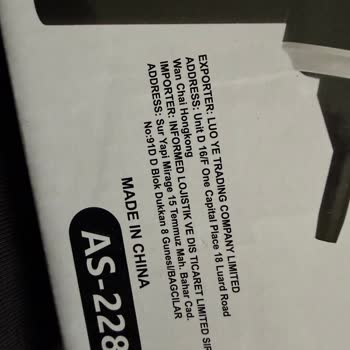 EXPORTER: LUO YE TRADING COMPANY LIMITED
ADDRESS: Unit D 16/F One Capital Place 18 Luard Road
Wan Chai Hongkong
IMPORTER: INFORMED LOJISTIK VE DIS TICARET LIMITED SIR
ADDRESS: Sur Yapi Mirage 15 Temmuz Mah. Bahar Cad.
No:91D D Blok Dukkan 8 Gunesli/BAGCILAR
MADE IN CHINA
AS-228